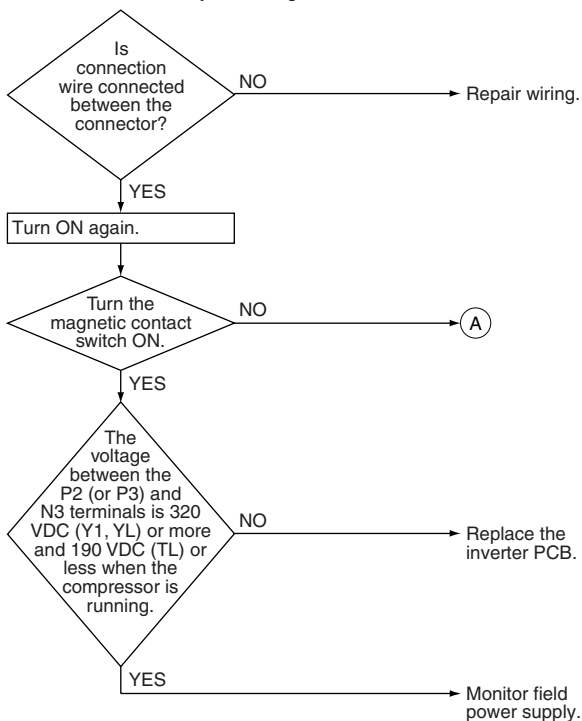 Is
connection
wire connected
between the
connector?
NO
Repair wiring.
YES
Turn ON again.
Turn the
magnetic contact
switch ON.
NO
A
YES
The
voltage
between the
P2 (or P3) and
N3 terminals is 320
VDC (Y1, YL) or more
and 190 VDC (TL) or
less when the
compressor is
running.
NO
Replace the
inverter PCB.
YES
Monitor field
power supply.